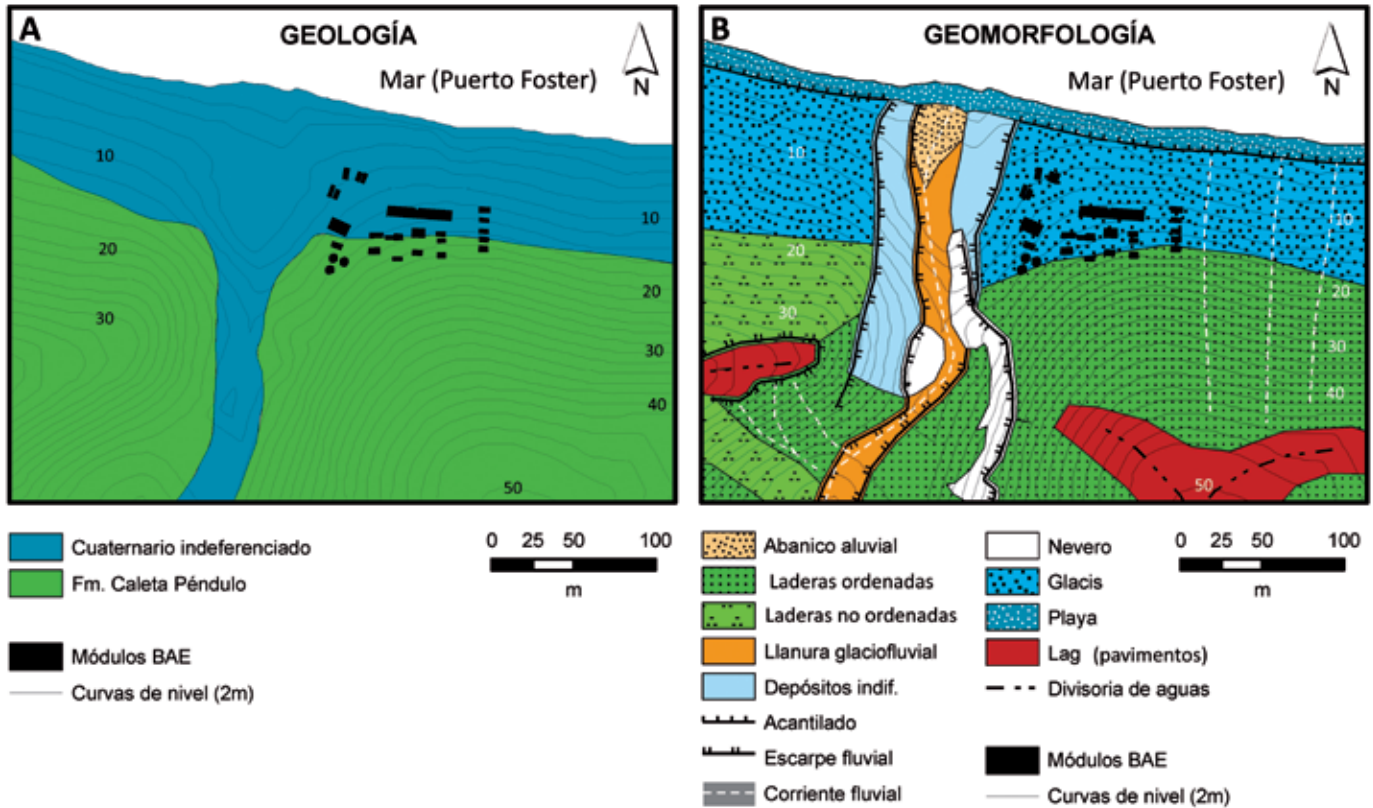 A
GEOLOGÍA
Mar (Puerto Foster)
N
10
10
20
20
30
30
40
50
Cuaternario indeferenciado
Fm. Caleta Péndulo
Módulos BAE
Curvas de nivel (2m)
0 25 50 100
m
B
GEOMORFOLOGÍA
Mar (Puerto Foster)
N
10
10
20
20
30
30
40
50
Abanico aluvial
Laderas ordenadas
Laderas no ordenadas
Llanura glaciofluvial
Depósitos indif.
Acantilado
Escarpe fluvial
Corriente fluvial
Nevero
Glacis
Playa
Lag (pavimentos)
Divisoria de aguas
Módulos BAE
Curvas de nivel (2m)
0 25 50 100
m